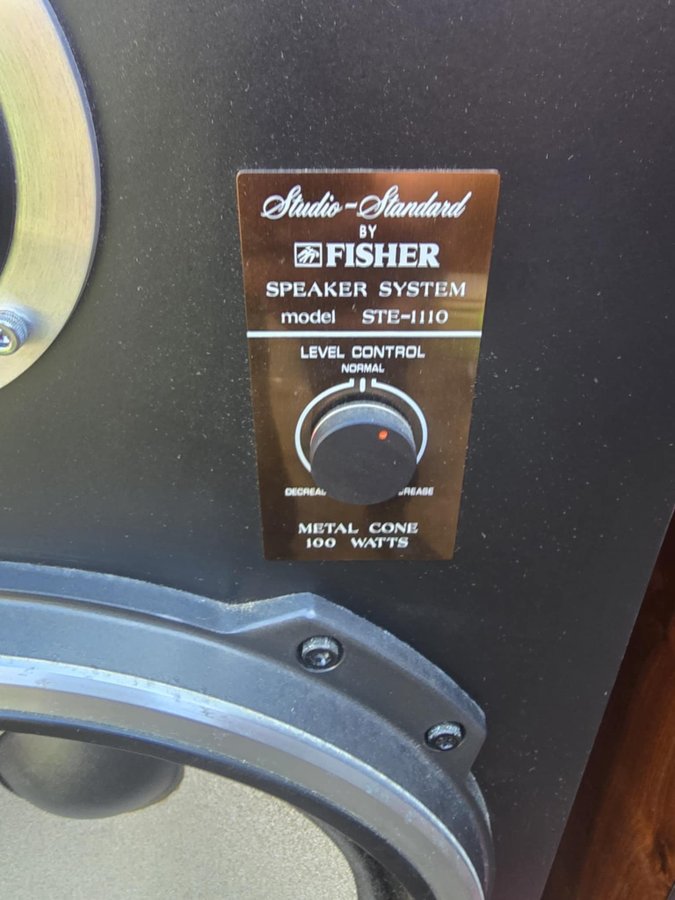 Studio-Standard
BY
FISHER
SPEAKER SYSTEM
model STE-1110
LEVEL CONTROL
NORMAL
METAL CONE
100 WATTS